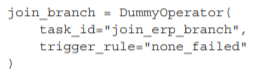 join_branch = DummyOperator(
    task_id="join_erp_branch",
    trigger_rule="none_failed"
)